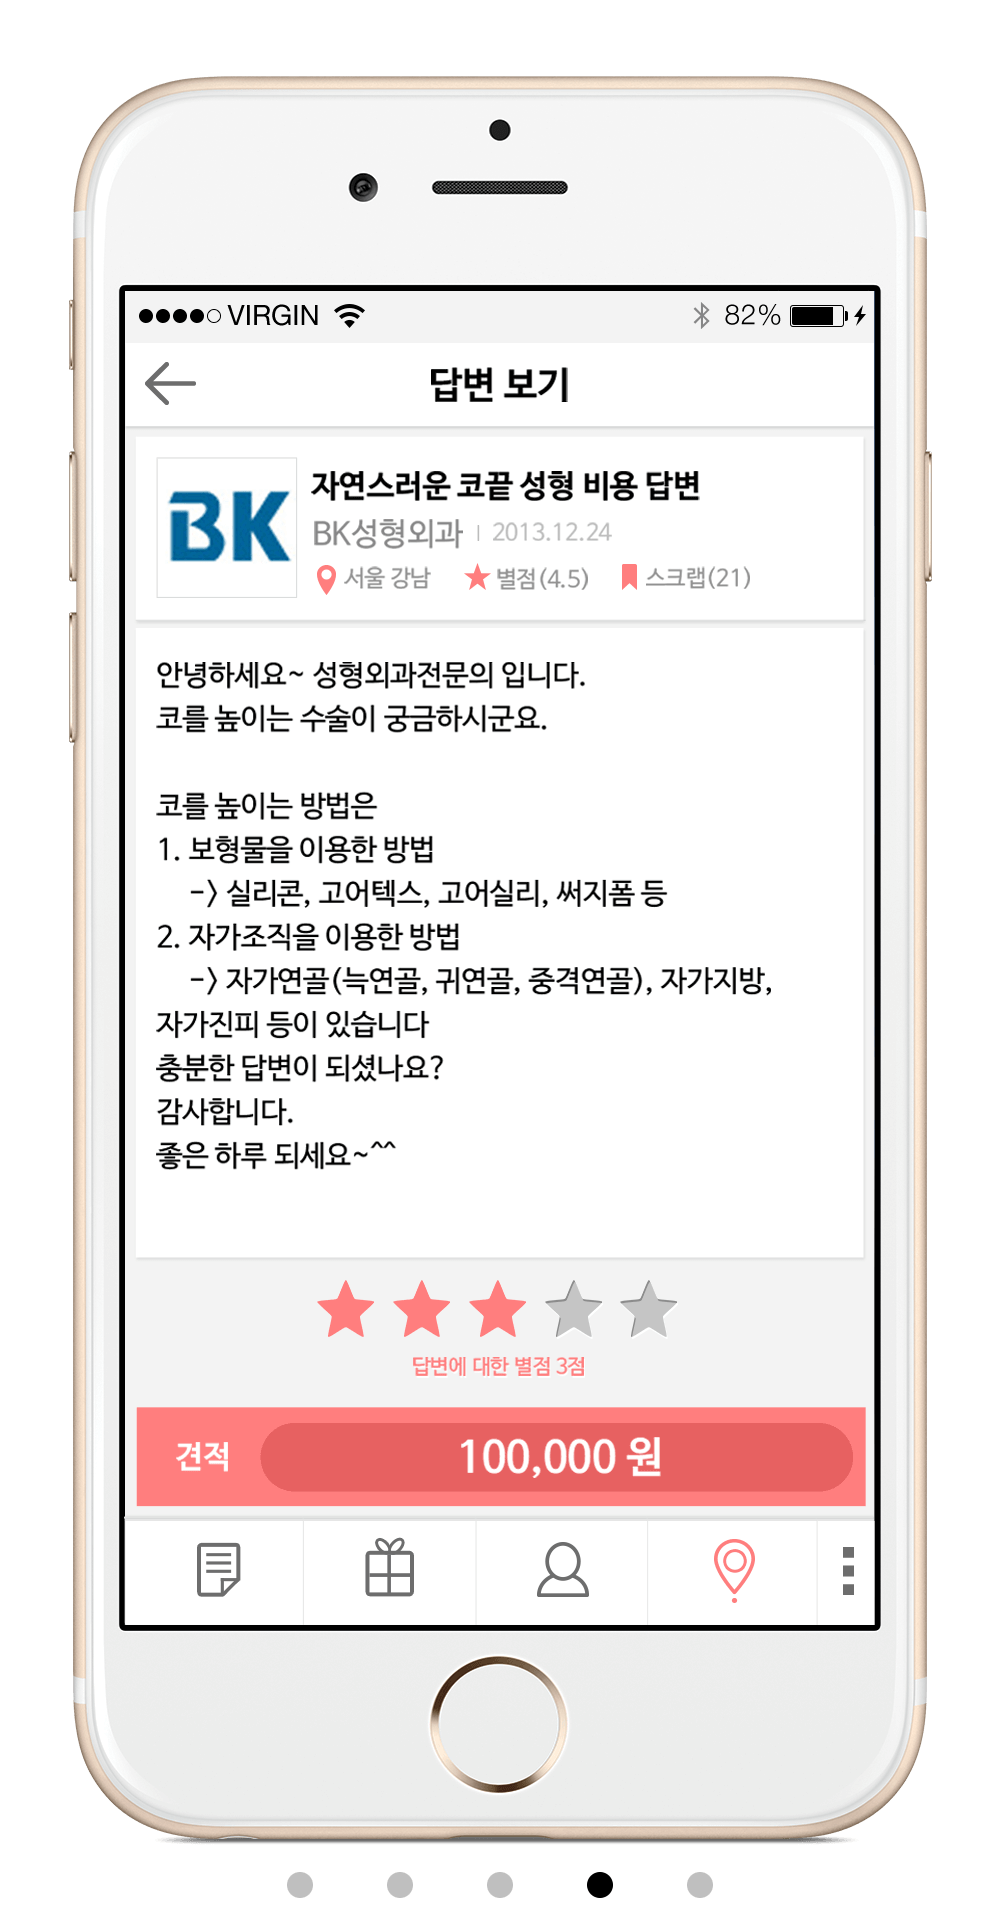 VIRGIN 82%
답변 보기
BK
자연스러운 코끝 성형 비용 답변
BK성형외과 | 2013.12.24
서울 강남 별점(4.5) 스크랩(21)
안녕하세요~ 성형외과전문의 입니다.
코를 높이는 수술이 궁금하시군요.
코를 높이는 방법은
1. 보형물을 이용한 방법
-> 실리콘, 고어텍스, 고어실리, 써지폼 등
2. 자가조직을 이용한 방법
-> 자가연골(늑연골, 귀연골, 중격연골), 자가지방,
자가진피 등이 있습니다
충분한 답변이 되셨나요?
감사합니다.
좋은 하루 되세요~^^
답변에 대한 별점 3점
견적 100,000 원